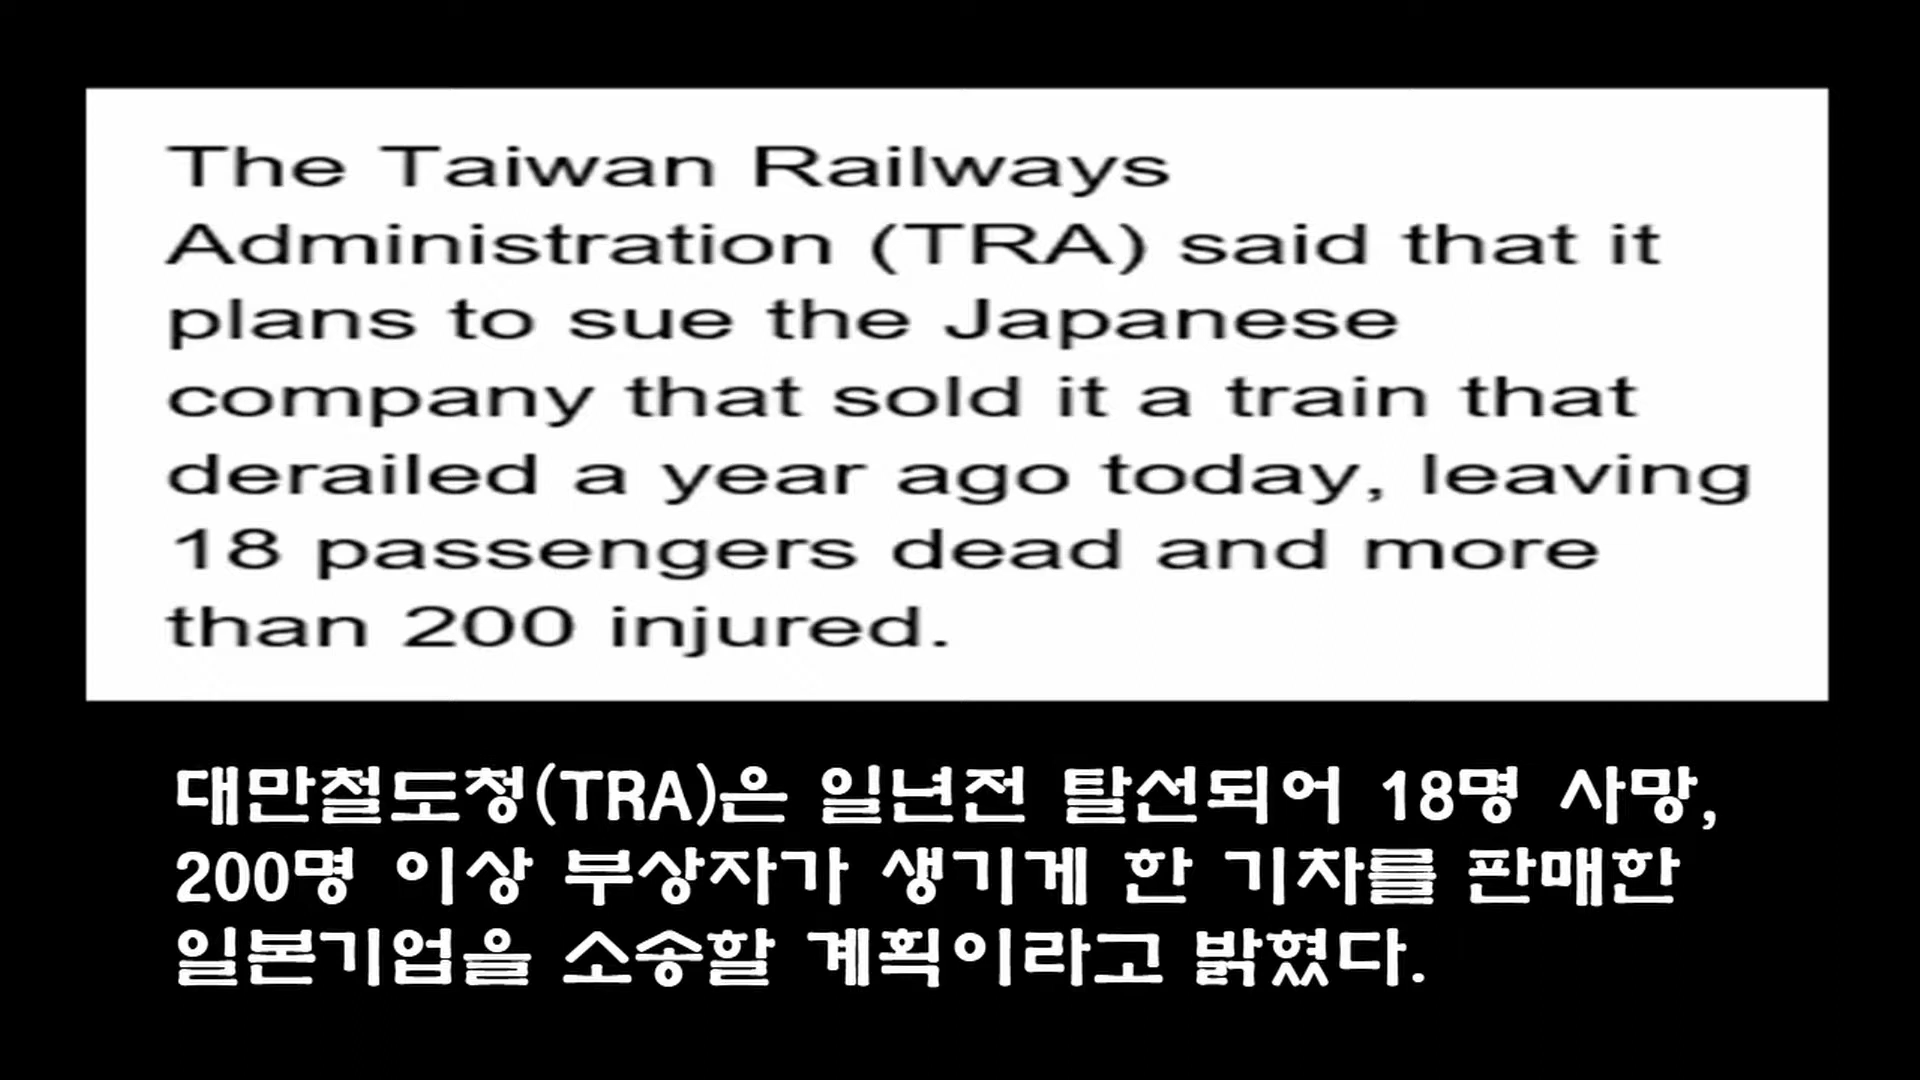 The Taiwan Railways
Administration (TRA) said that it
plans to sue the Japanese
company that sold it a train that
derailed a year ago today, leaving
18 passengers dead and more
than 200 injured.
대만철도청(TRA)은 일년전 탈선되어 18명 사망,
200명 이상 부상자가 생기게 한 기차를 판매한
일본기업을 소송할 계획이라고 밝혔다.